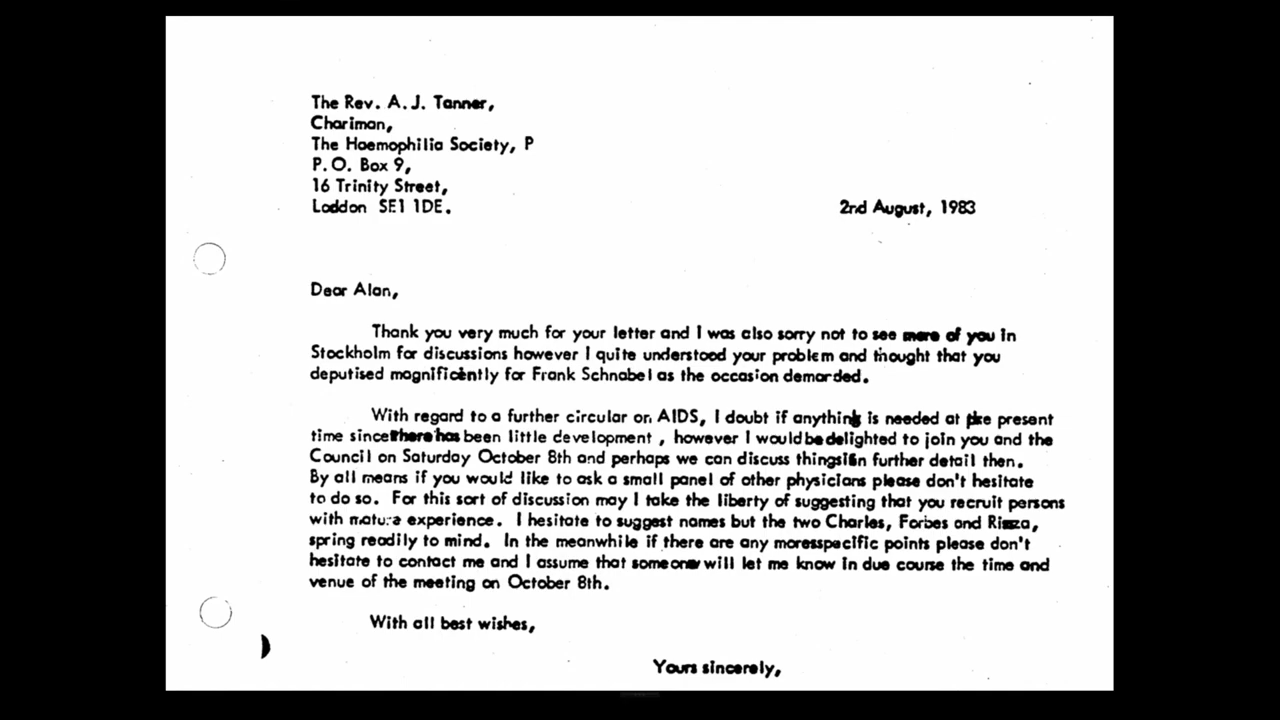 The Rev. A. J. Tanner,
Chariman,
The Haemophilia Society, P
P.O. Box 9,
16 Trinity Street,
Loddon SE1 1DE.
2nd August, 1983
Dear Alan,
Thank you very much for your letter and I was also sorry not to see more of you in
Stockholm for discussions however I quite understood your problem and thought that you
deputised magnificently for Frank Schnabel as the occasion demanded.
With regard to a further circular on AIDS, I doubt if anything is needed at the present
time since there has been little development , however I would be delighted to join you and the
Council on Saturday October 8th and perhaps we can discuss things in further detail then.
By all means if you would like to ask a small panel of other physicians please don't hesitate
to do so. For this sort of discussion may I take the liberty of suggesting that you recruit persons
with mature experience. I hesitate to suggest names but the two Charles, Forbes and Rizza,
spring readily to mind. In the meanwhile if there are any moresspecific points please don't
hesitate to contact me and I assume that someone will let me know in due course the time and
venue of the meeting on October 8th.
With all best wishes,
Yours sincerely,